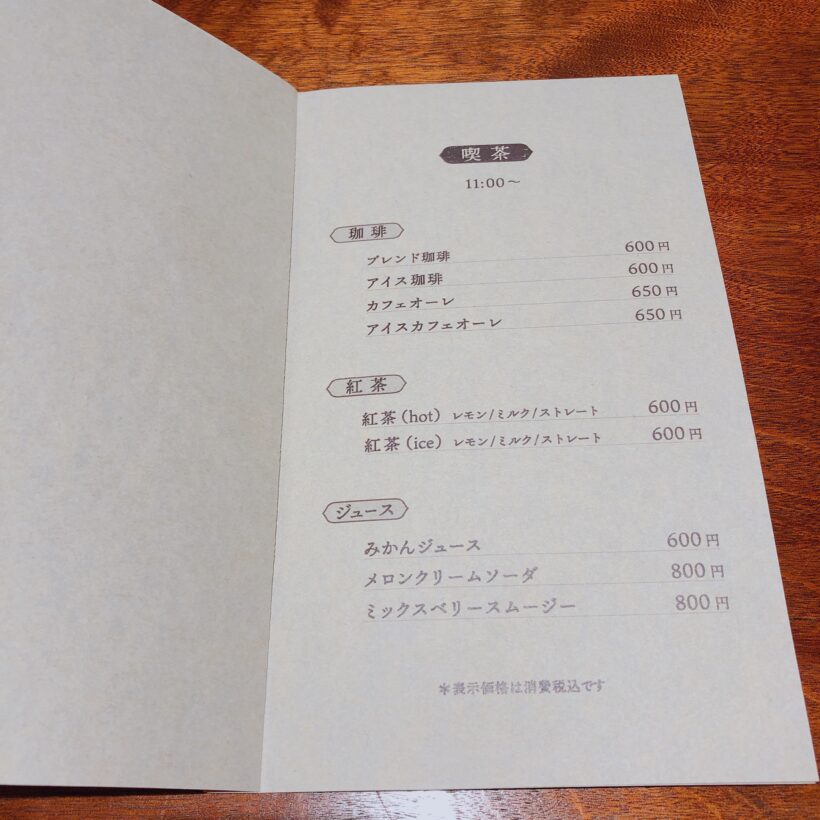 喫茶
11:00～
珈琲
ブレンド珈琲 600円
アイス珈琲 600円
カフェオーレ 650円
アイスカフェオーレ 650円
紅茶
紅茶（hot） レモン/ミルク/ストレート 600円
紅茶（ice） レモン/ミルク/ストレート 600円
ジュース
みかんジュース 600円
メロンクリームソーダ 800円
ミックスベリースムージー 800円
＊表示価格は消費税込です